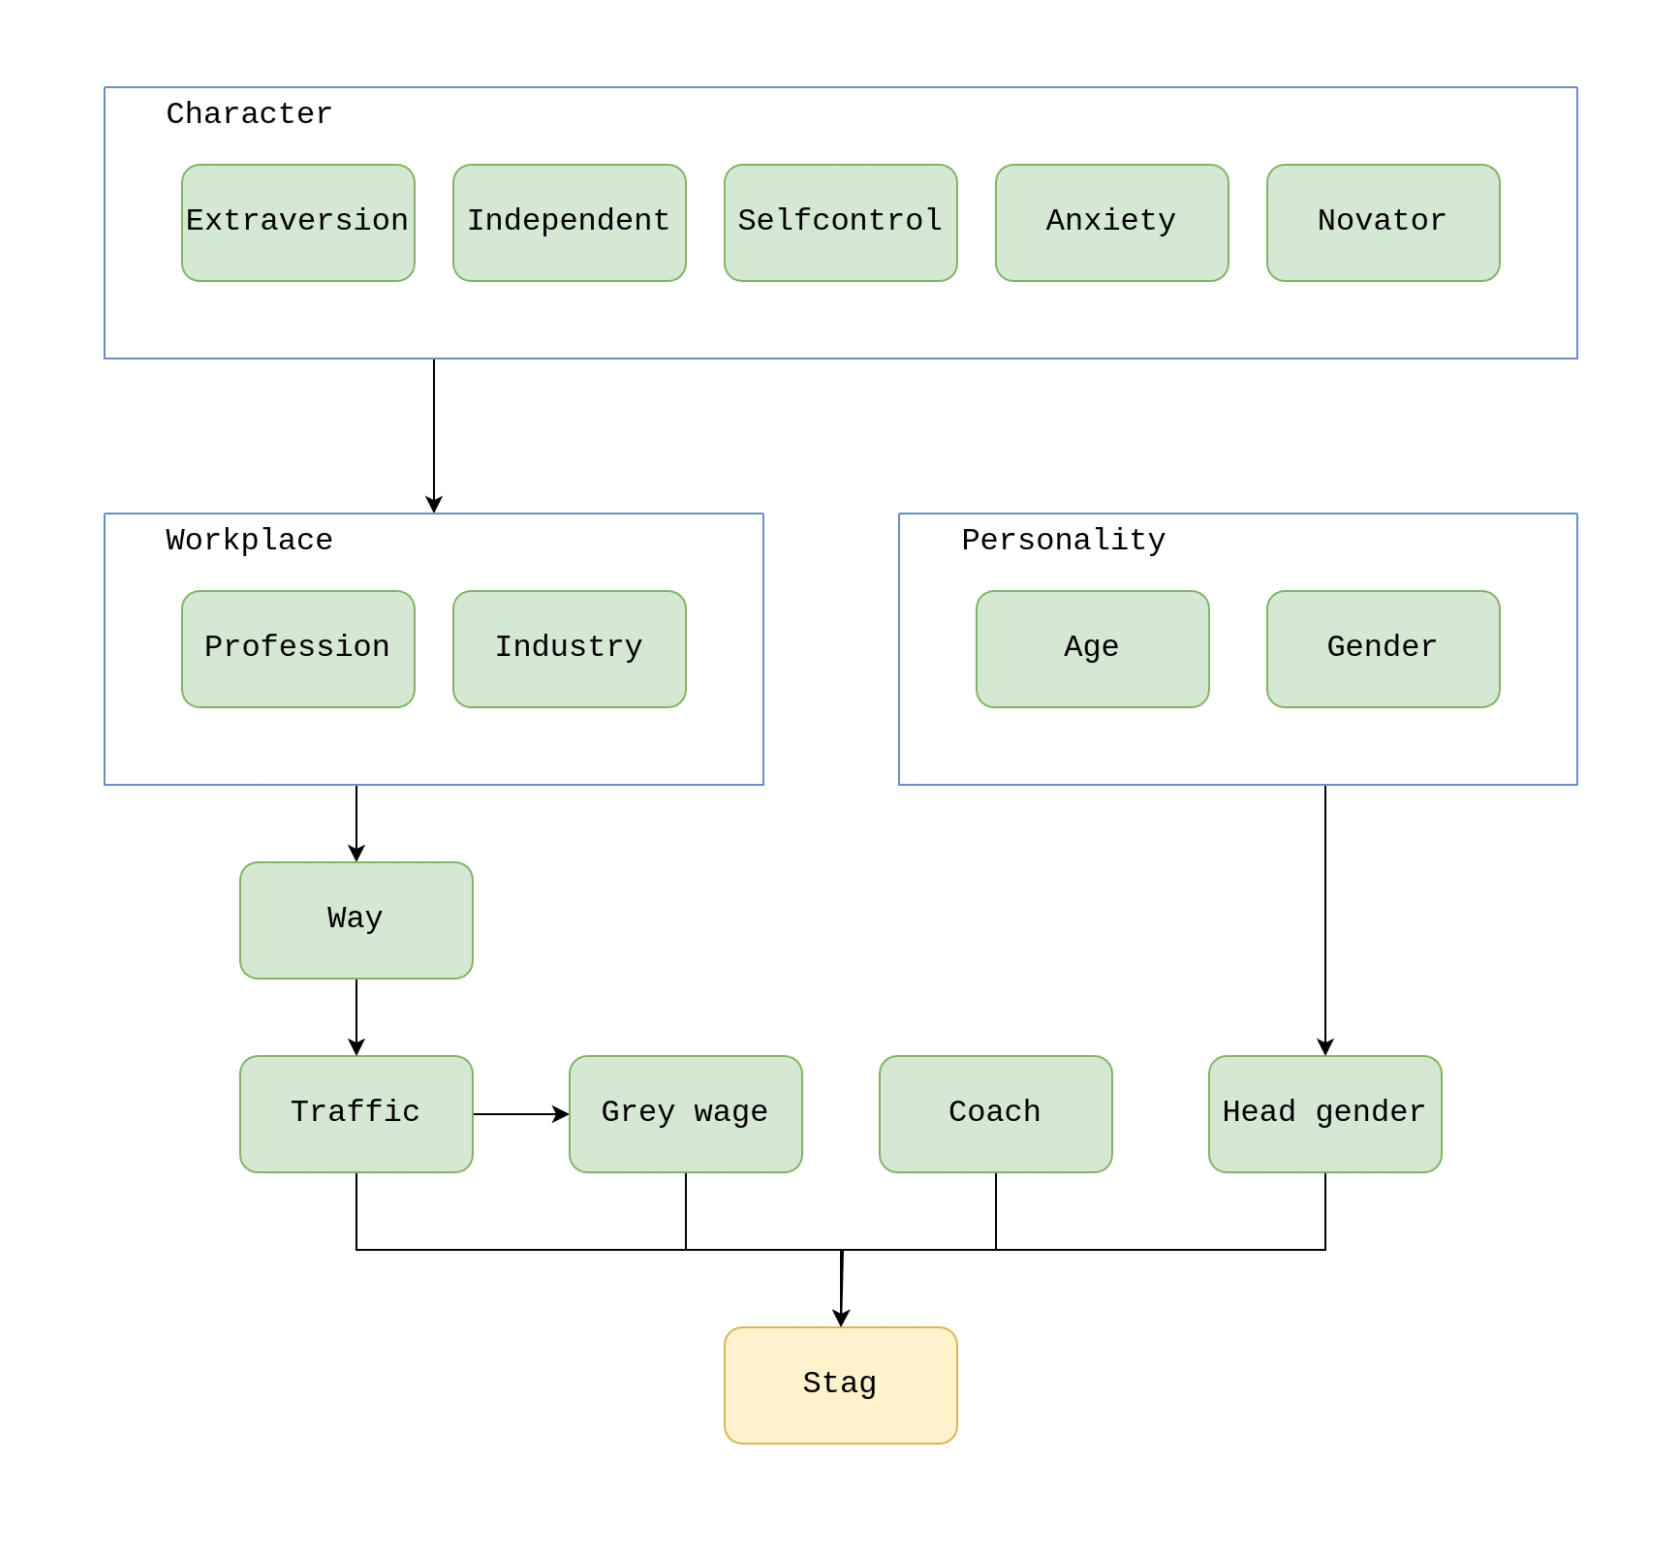 Character
Extraversion
Independent
Selfcontrol
Anxiety
Novator
Workplace
Personality
Profession
Industry
Age
Gender
Way
Traffic
Grey wage
Coach
Head gender
Stag